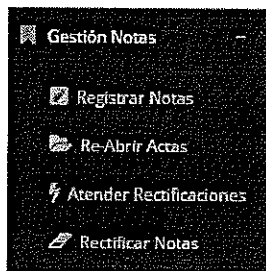 Gestión Notas
Registrar Notas
Re-Abrir Actas
Atender Rectificaciones
Rectificar Notas